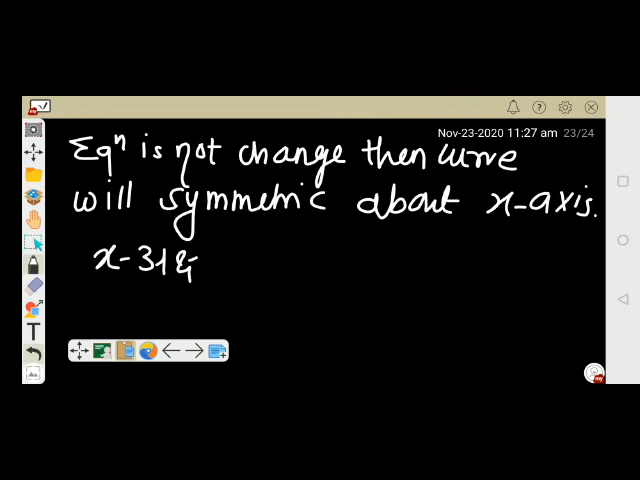 Nov-23-2020 11:27 am 23/24
Eqⁿ is not change then curve
will symmetric about x-axis.